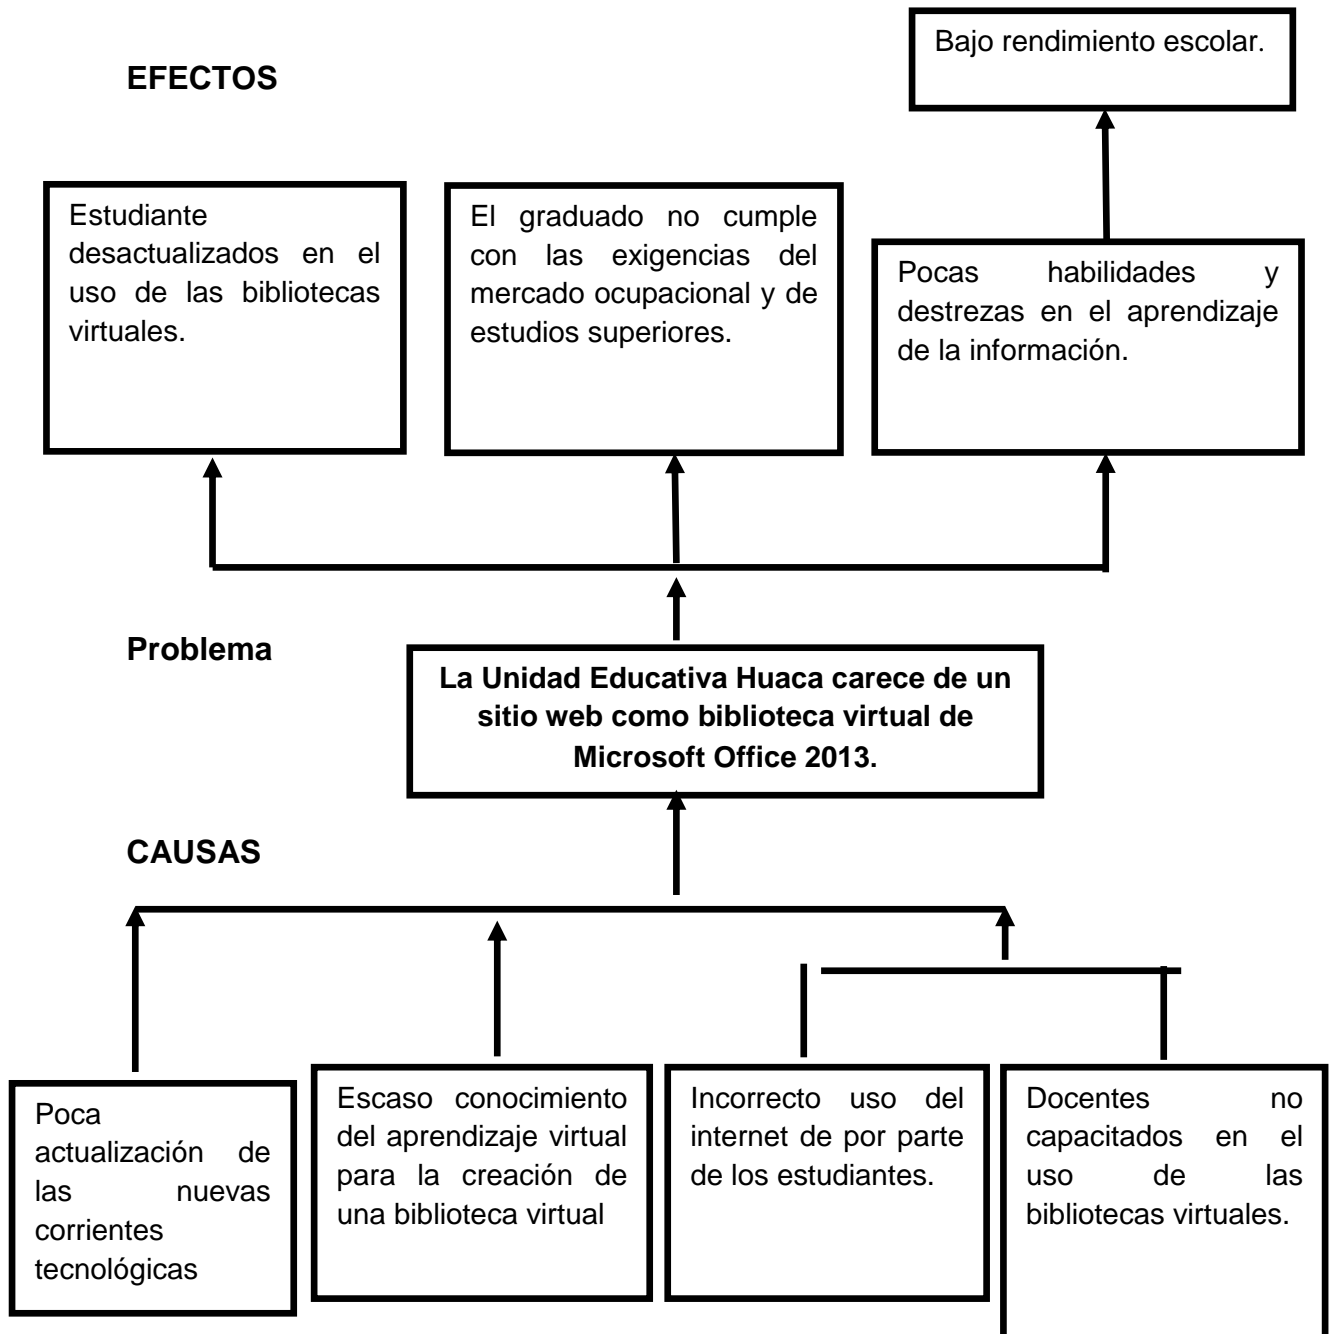 Bajo rendimiento escolar.
EFECTOS
Estudiante
desactualizados en el
uso de las bibliotecas
virtuales.
El graduado no cumple
con las exigencias del
mercado ocupacional y de
estudios superiores.
Pocas habilidades y
destrezas en el aprendizaje
de la información.
Problema
La Unidad Educativa Huaca carece de un
sitio web como biblioteca virtual de
Microsoft Office 2013.
CAUSAS
Poca
actualización de
las nuevas
corrientes
tecnológicas
Escaso conocimiento
del aprendizaje virtual
para la creación de
una biblioteca virtual
Incorrecto uso del
internet de por parte
de los estudiantes.
Docentes no
capacitados en el
uso de las
bibliotecas virtuales.